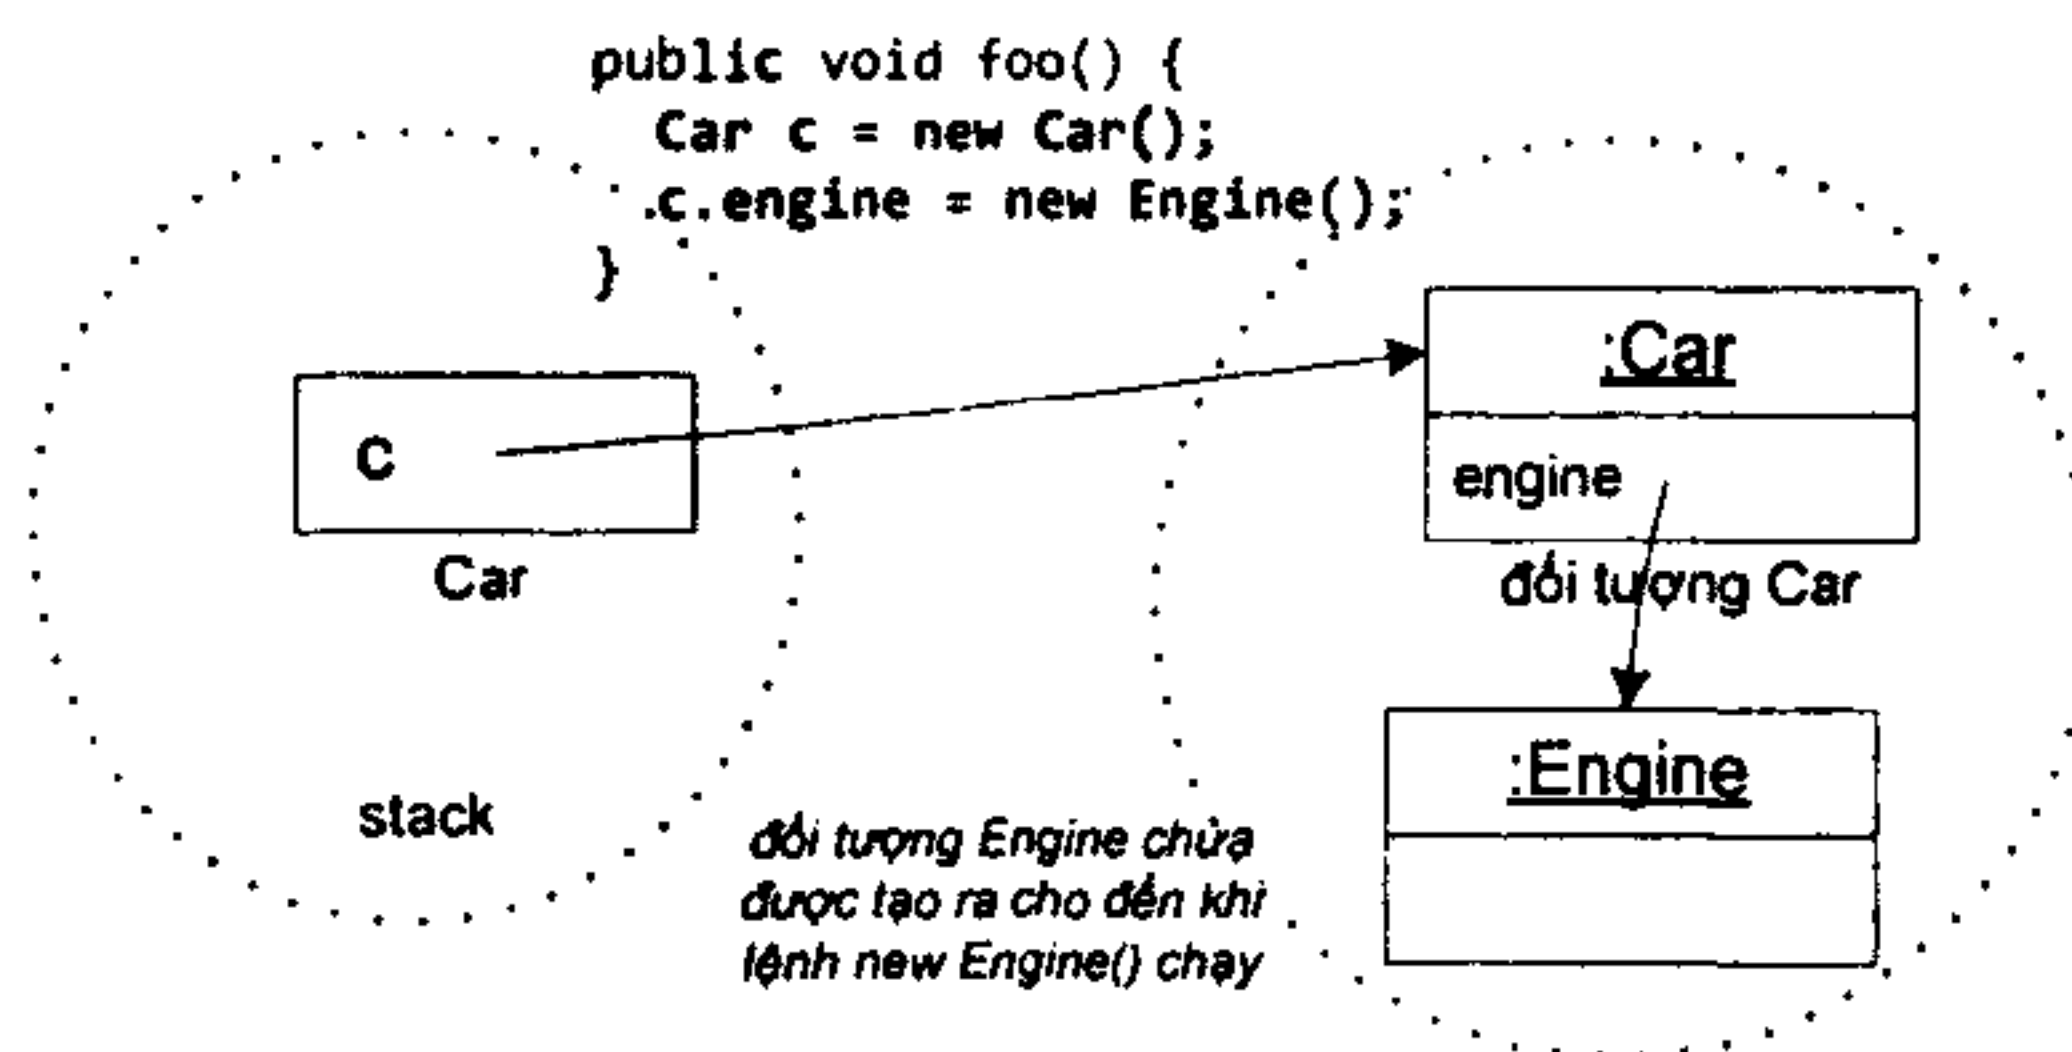 public void foo() {
Car c = new Car();
c.engine = new Engine();
}
:Car
c
engine
Car
đối tượng Car
:Engine
stack
đối tượng Engine chưa
được tạo ra cho đến khi
lệnh new Engine() chạy